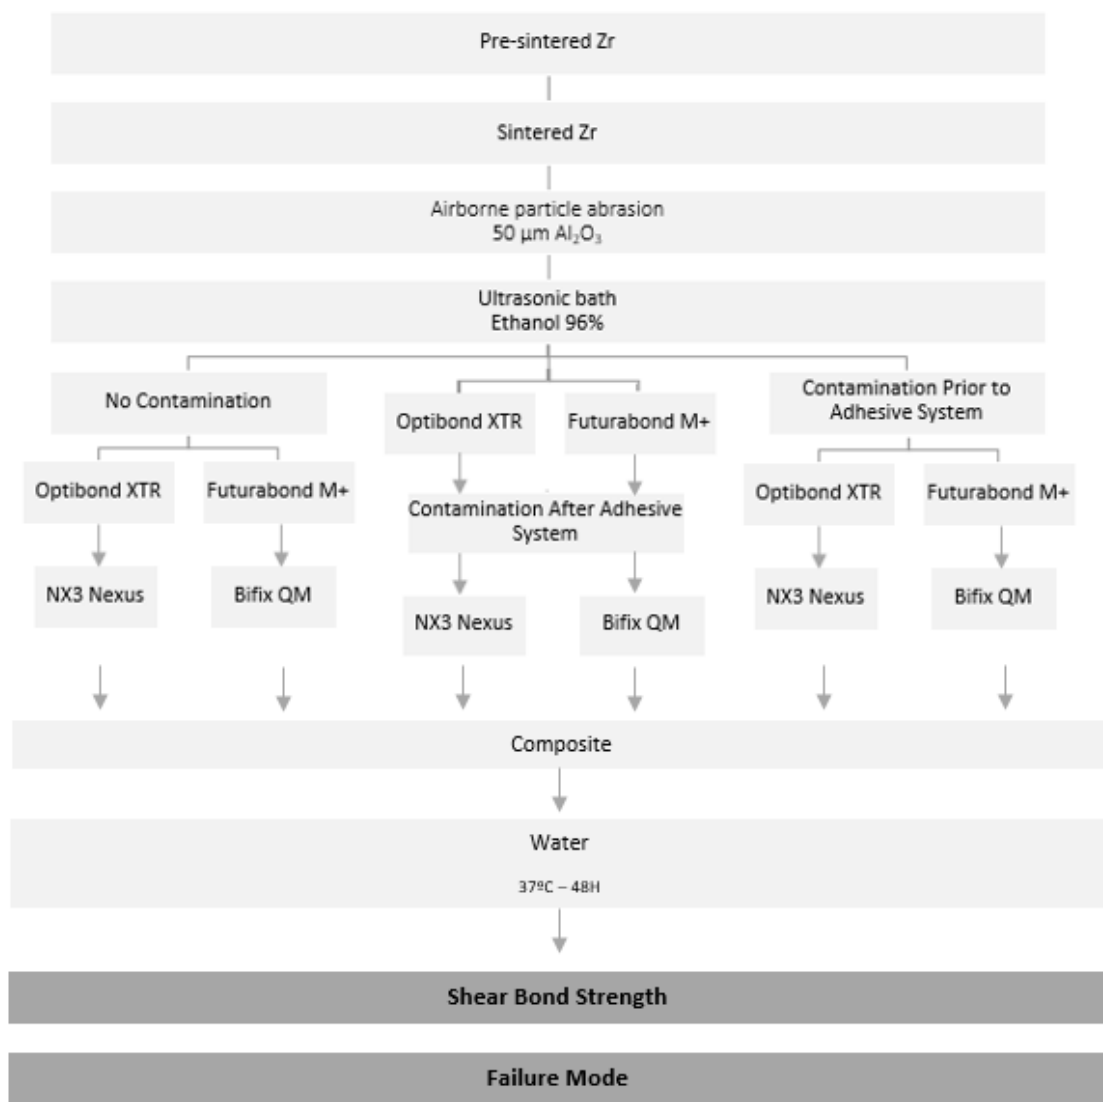 Pre-sintered Zr
Sintered Zr
Airborne particle abrasion
50 µm Al₂O₃
Ultrasonic bath
Ethanol 96%
No Contamination
Optibond XTR
Futurabond M+
Contamination Prior to
Adhesive System
Optibond XTR
Futurabond M+
Contamination After Adhesive
System
Optibond XTR
Futurabond M+
NX3 Nexus
Bifix QM
NX3 Nexus
Bifix QM
NX3 Nexus
Bifix QM
Composite
Water
37ºC – 48H
Shear Bond Strength
Failure Mode